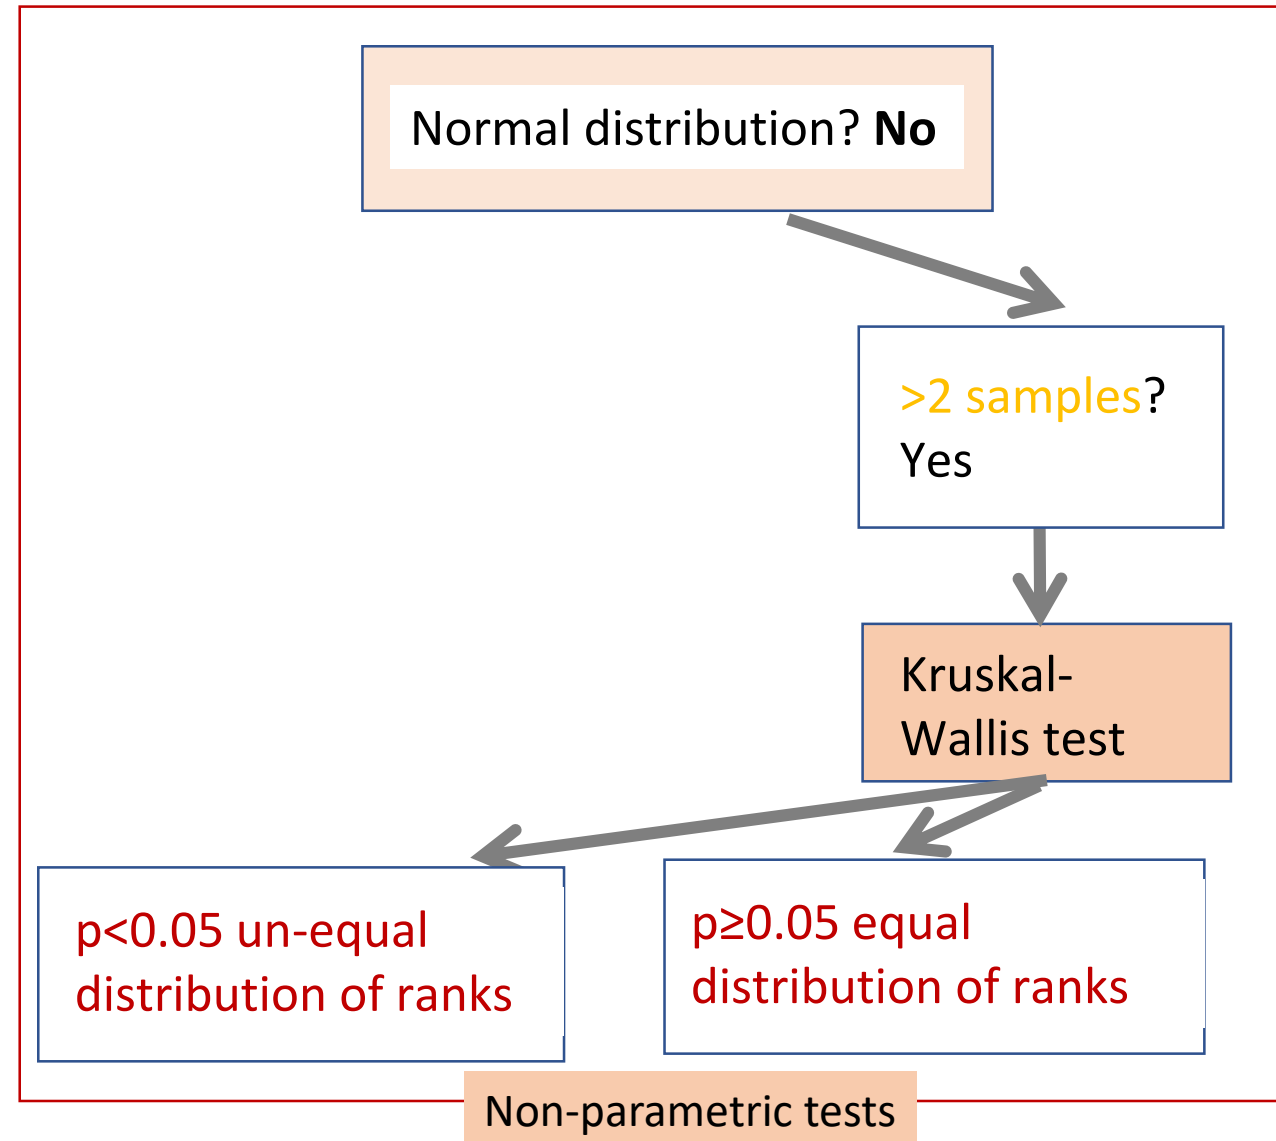 Normal distribution? No
>2 samples?
Yes
Kruskal-
Wallis test
p<0.05 un-equal
distribution of ranks
p≥0.05 equal
distribution of ranks
Non-parametric tests